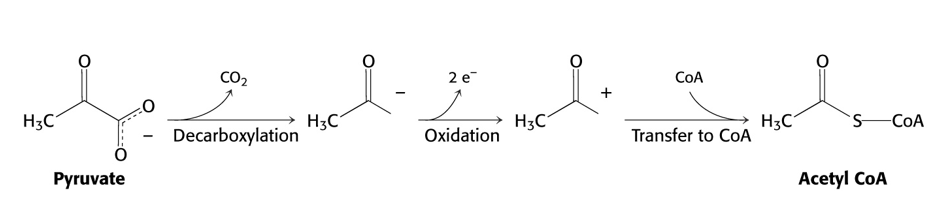 O
H₃C
O
−
O
Pyruvate
CO₂
Decarboxylation
O
H₃C
−
2 e⁻
Oxidation
O
H₃C
+
CoA
Transfer to CoA
O
H₃C
S—CoA
Acetyl CoA